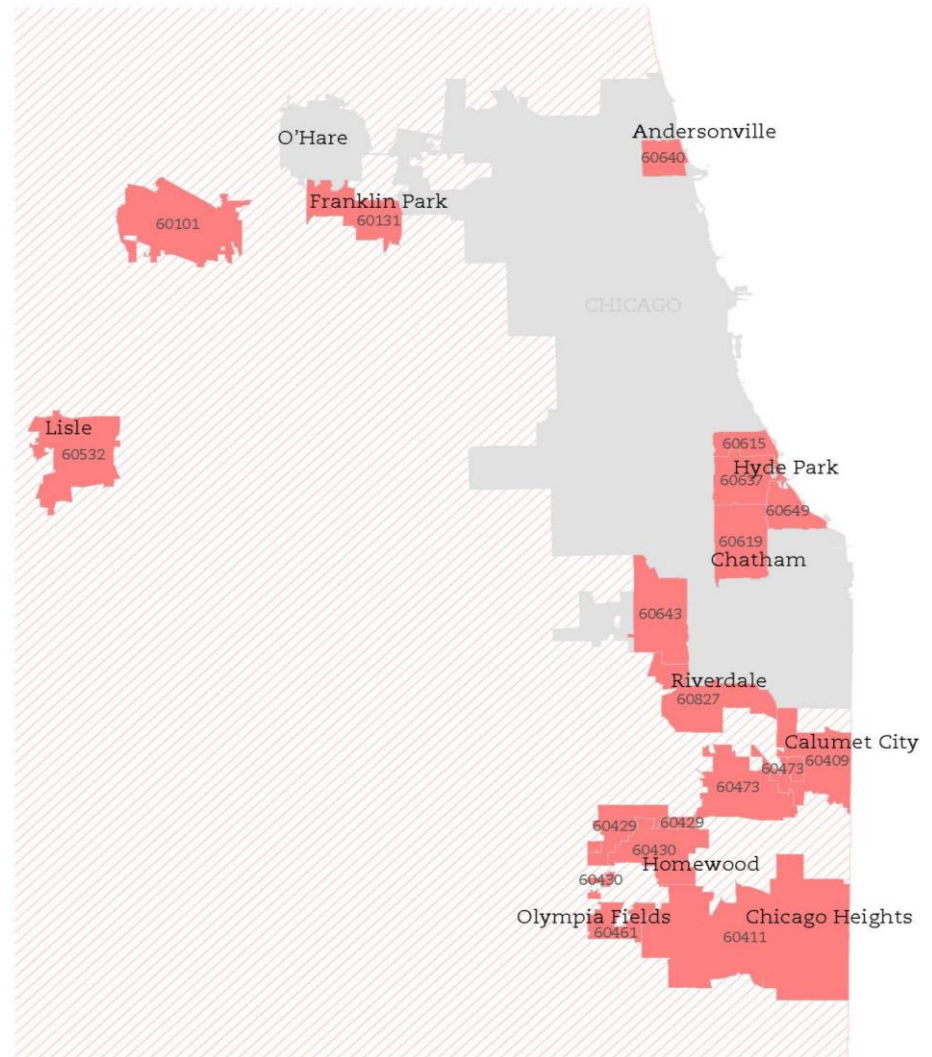 Andersonville
O'Hare
60640
Franklin Park
60131
60101
CHICAGO
Lisle
60532
60615
Hyde Park
60637
60649
60619
Chatham
60643
Riverdale
60827
Calumet City
60409
60473
60473
60429
60429
60430
Homewood
60430
Olympia Fields
Chicago Heights
60461
60411